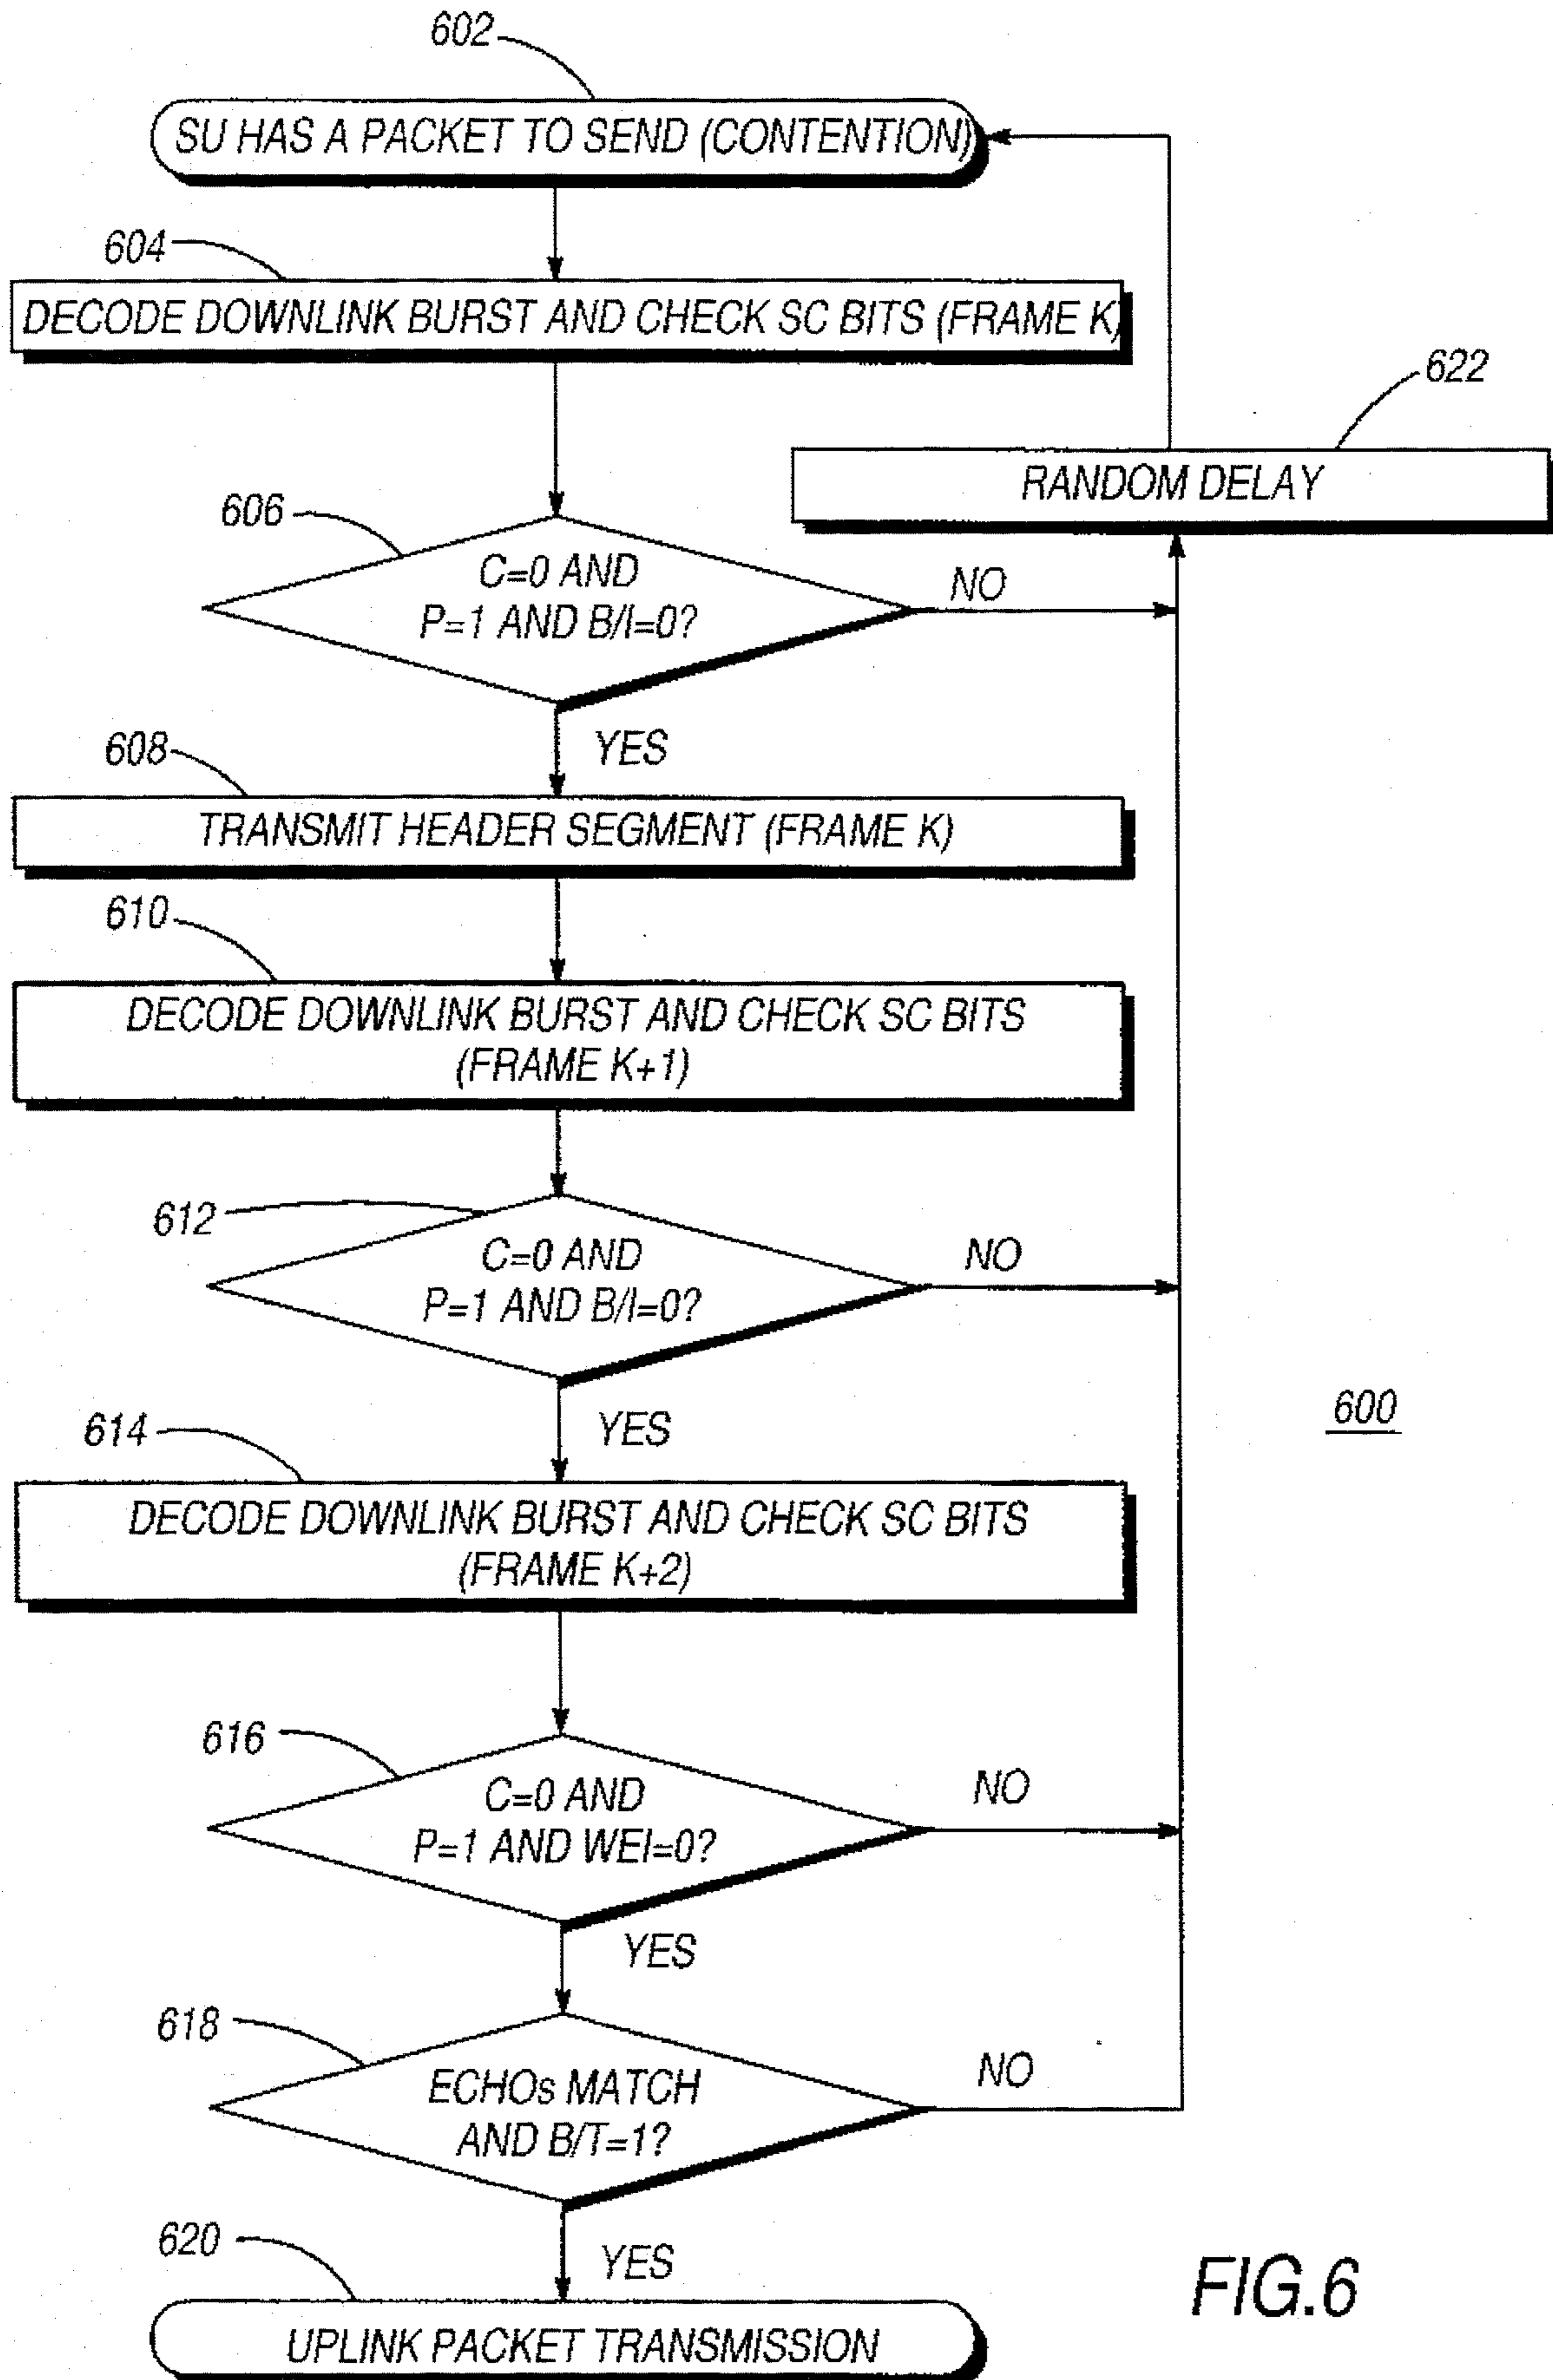 602
SU HAS A PACKET TO SEND (CONTENTION)
604
DECODE DOWNLINK BURST AND CHECK SC BITS (FRAME K)
622
RANDOM DELAY
606
C=0 AND
P=1 AND B/I=0?
NO
YES
608
TRANSMIT HEADER SEGMENT (FRAME K)
610
DECODE DOWNLINK BURST AND CHECK SC BITS
(FRAME K+1)
612
C=0 AND
P=1 AND B/I=0?
NO
YES
600
614
DECODE DOWNLINK BURST AND CHECK SC BITS
(FRAME K+2)
616
C=0 AND
P=1 AND WEI=0?
NO
YES
618
ECHOs MATCH
AND B/T=1?
NO
YES
620
UPLINK PACKET TRANSMISSION
FIG.6